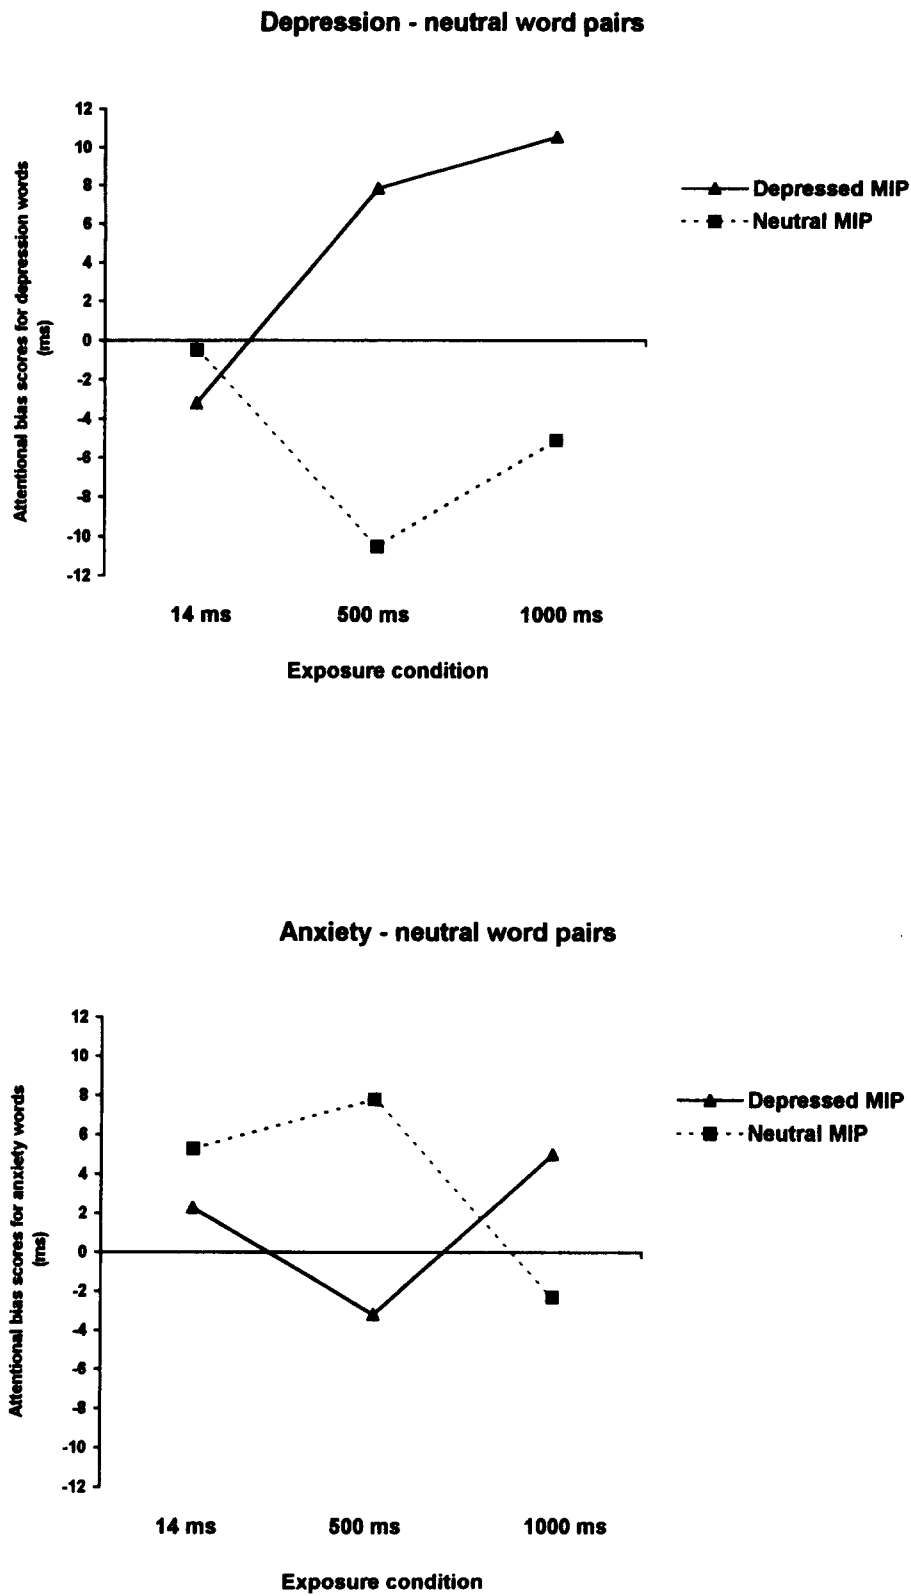 Depression - neutral word pairs
Attentional bias scores for depression words
(ms)
12
10
8
6
4
2
0
-2
-4
-6
-8
-10
-12
Depressed MIP
Neutral MIP
14 ms
500 ms
1000 ms
Exposure condition
Anxiety - neutral word pairs
Attentional bias scores for anxiety words
(ms)
12
10
8
6
4
2
0
-2
-4
-6
-8
-10
-12
Depressed MIP
Neutral MIP
14 ms
500 ms
1000 ms
Exposure condition